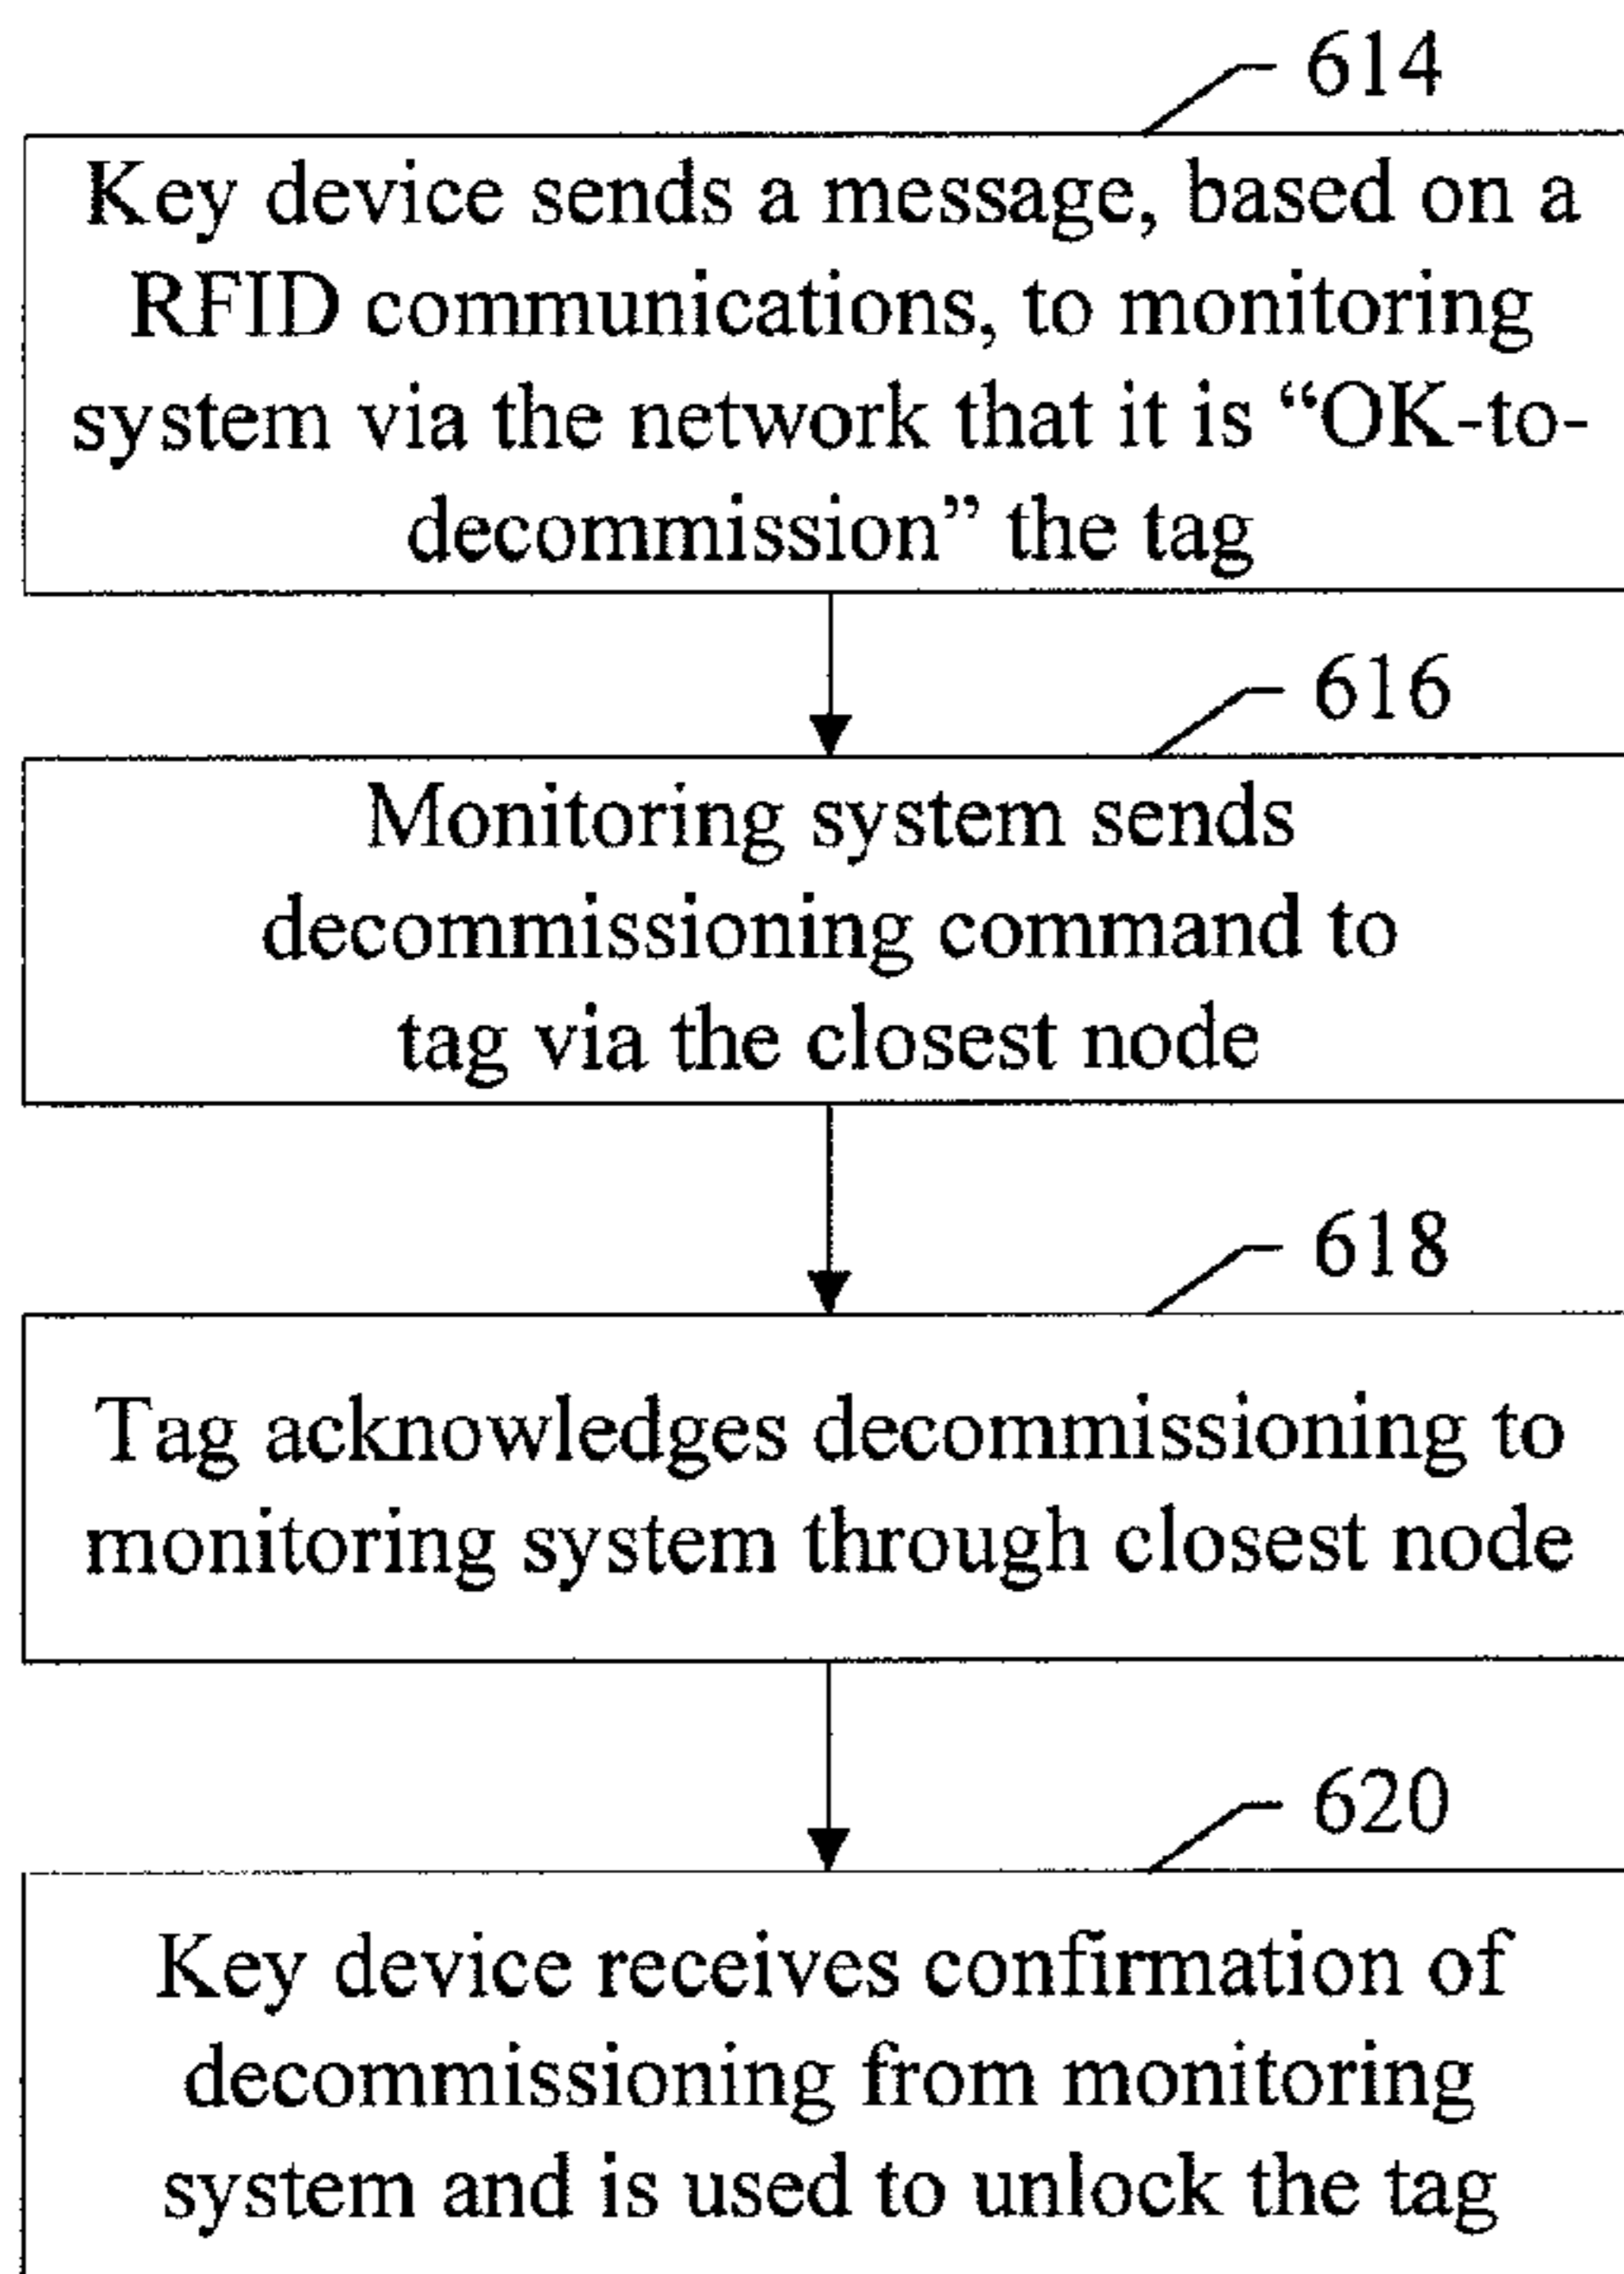 614
Key device sends a message, based on a
RFID communications, to monitoring
system via the network that it is “OK-to-
decommission” the tag
616
Monitoring system sends
decommissioning command to
tag via the closest node
618
Tag acknowledges decommissioning to
monitoring system through closest node
620
Key device receives confirmation of
decommissioning from monitoring
system and is used to unlock the tag